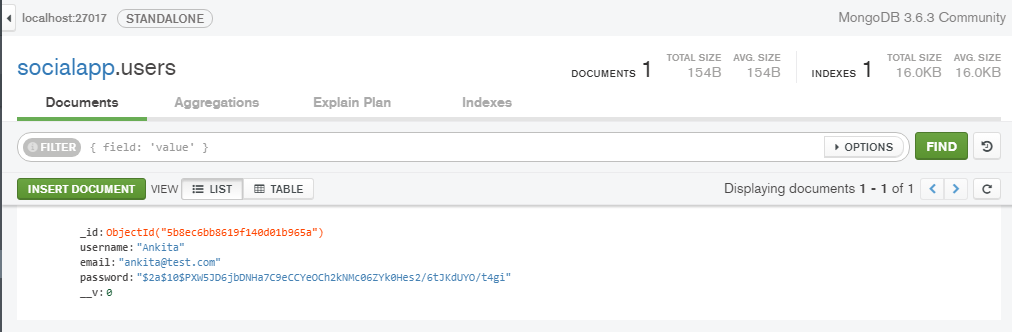 localhost:27017 STANDALONE MongoDB 3.6.3 Community
socialapp.users DOCUMENTS 1 TOTAL SIZE 154B AVG. SIZE 154B INDEXES 1 TOTAL SIZE 16.0KB AVG. SIZE 16.0KB
Documents Aggregations Explain Plan Indexes
FILTER { field: 'value' } OPTIONS FIND
INSERT DOCUMENT VIEW LIST TABLE Displaying documents 1 - 1 of 1
_id: ObjectId("5b8ec6bb8619f140d01b965a")
username: "Ankita"
email: "ankita@test.com"
password: "$2a$10$PXW5JD6jbDNHa7C9eCCYeOCh2kNMc06ZYk0Hes2/6tJKdUYO/t4gi"
__v: 0